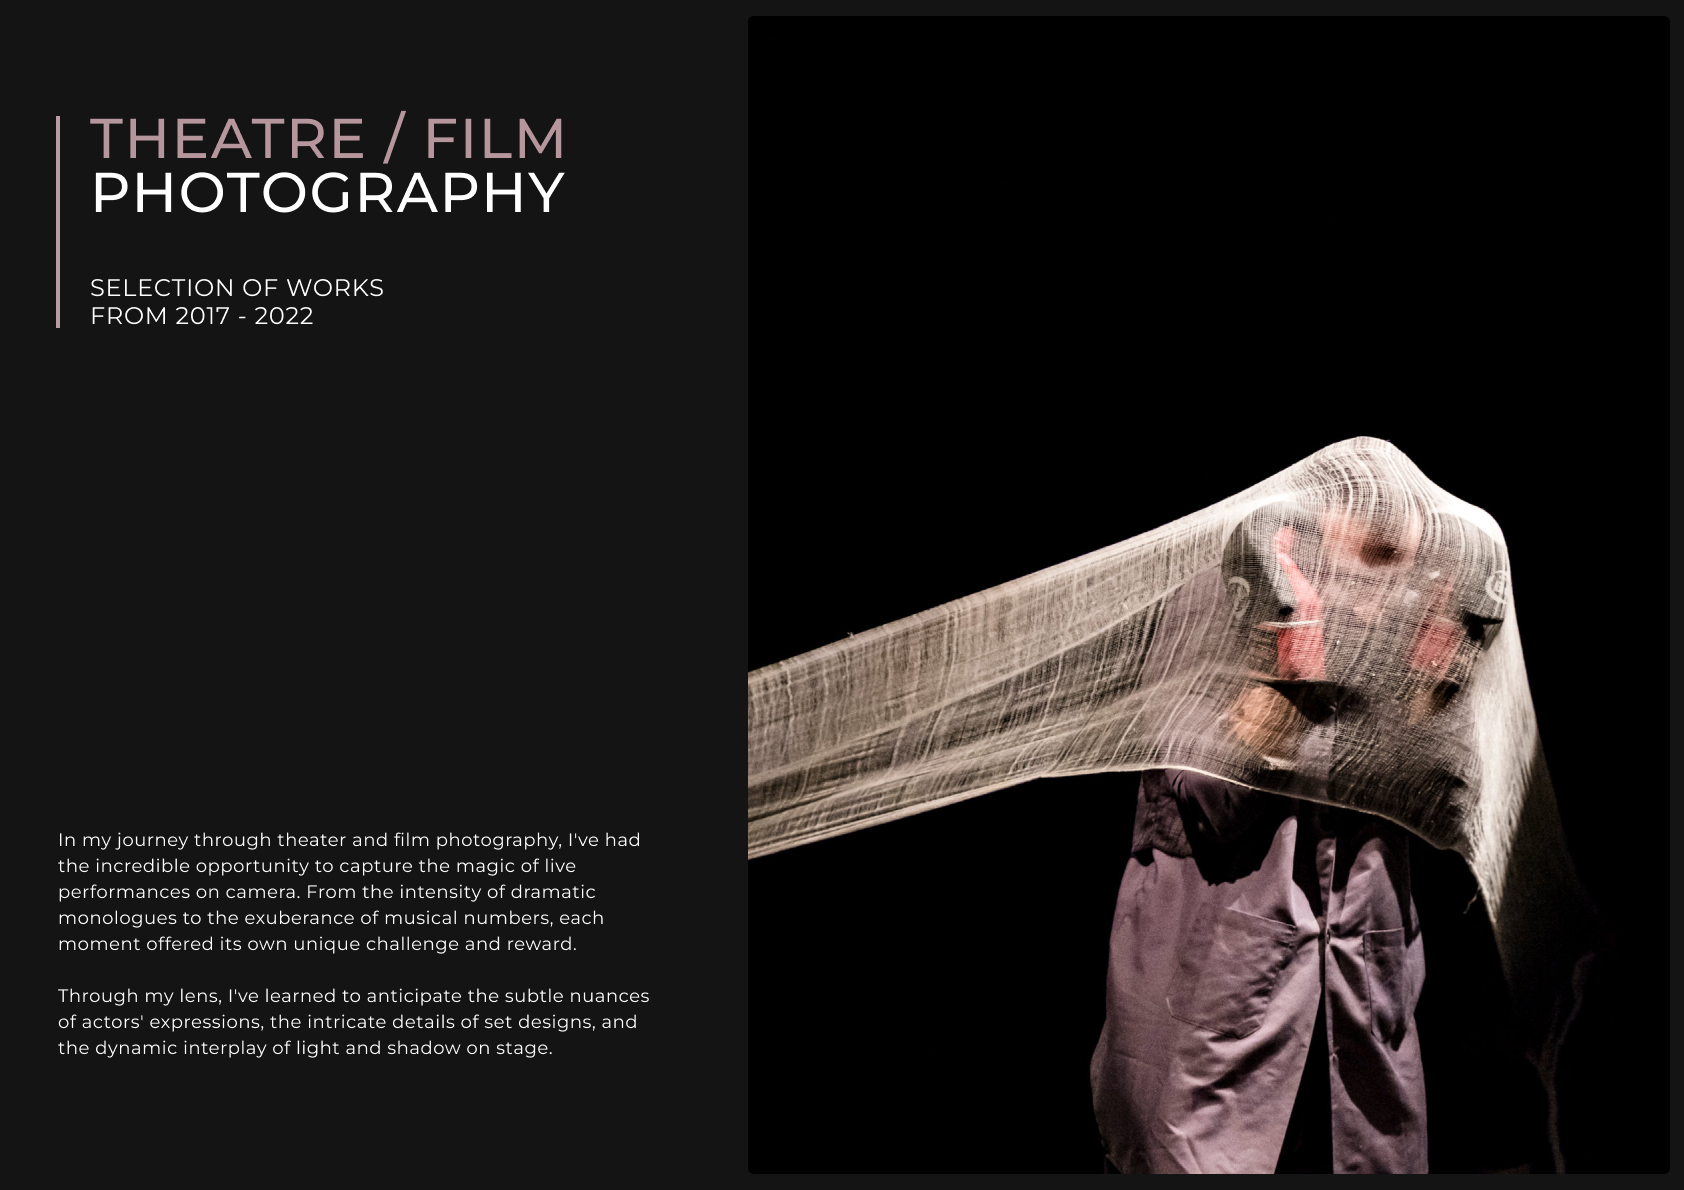 THEATRE / FILM
PHOTOGRAPHY
SELECTION OF WORKS
FROM 2017 - 2022
In my journey through theater and film photography, I've had
the incredible opportunity to capture the magic of live
performances on camera. From the intensity of dramatic
monologues to the exuberance of musical numbers, each
moment offered its own unique challenge and reward.
Through my lens, I've learned to anticipate the subtle nuances
of actors' expressions, the intricate details of set designs, and
the dynamic interplay of light and shadow on stage.